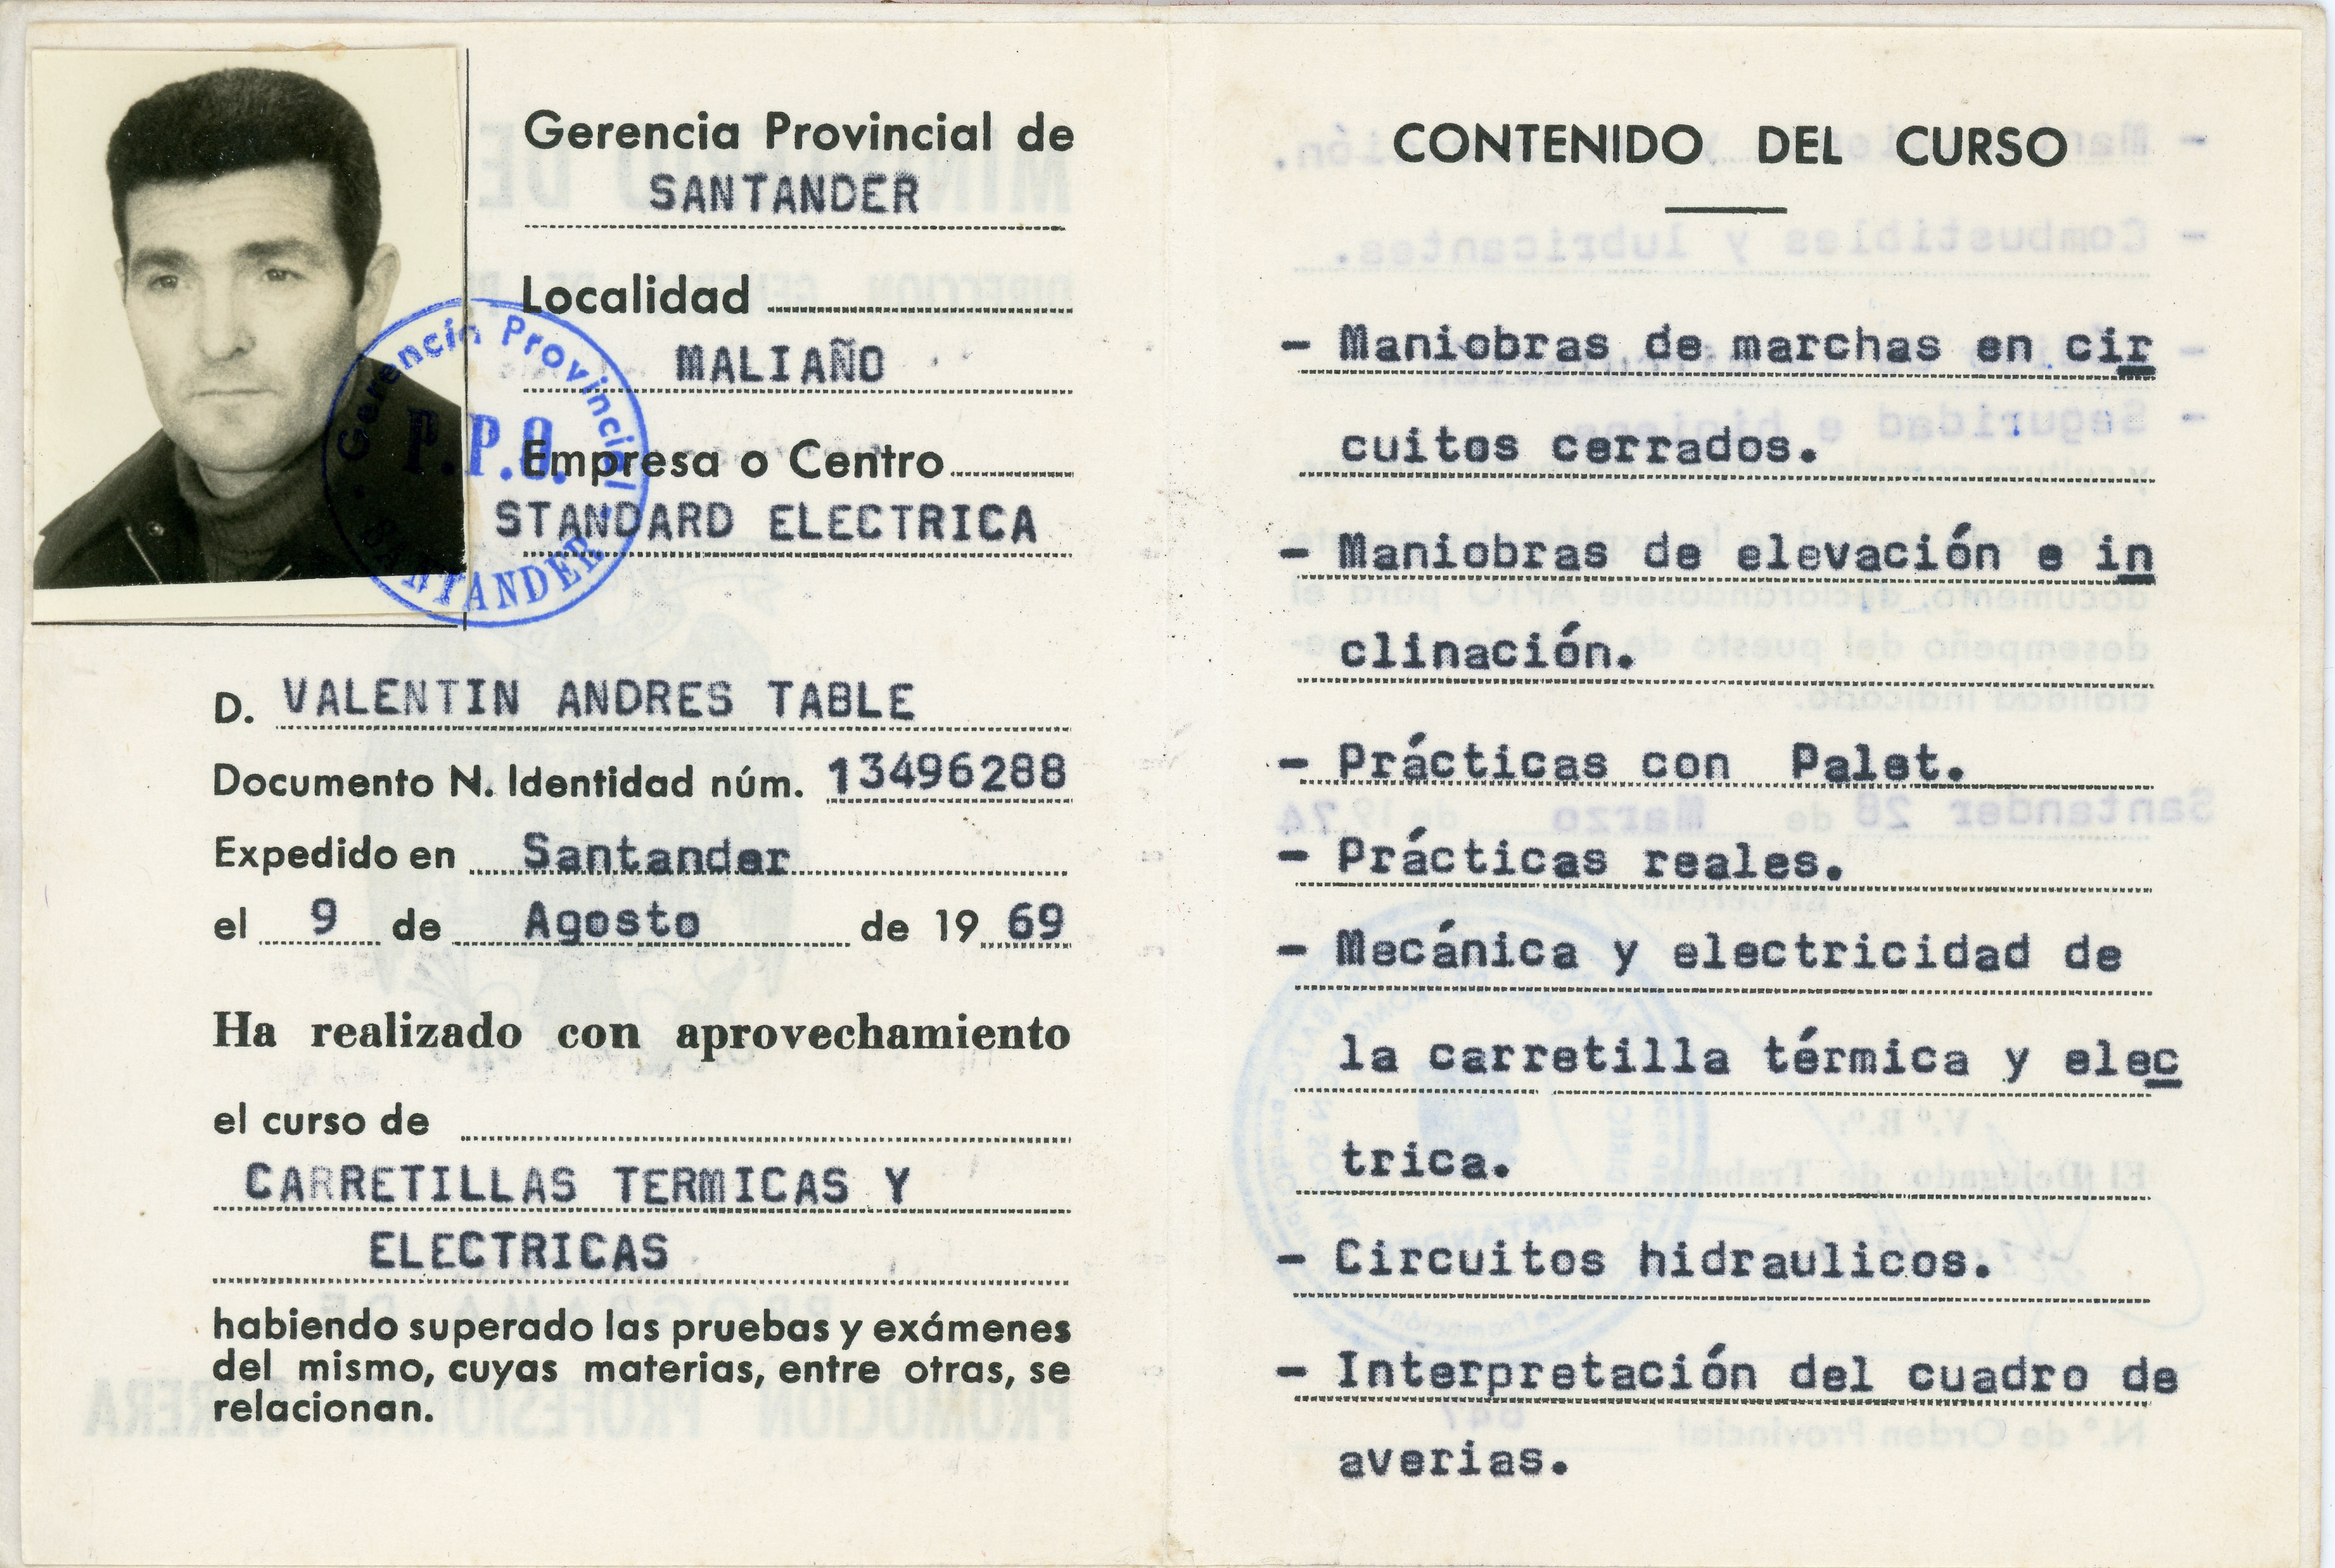 Gerencia Provincial de
SANTANDER
Localidad
MALIAÑO
Empresa o Centro
STANDARD ELECTRICA
Gerencia Provincial
P.P.O.
SANTANDER
D. VALENTIN ANDRES TABLE
Documento N. Identidad núm. 13496288
Expedido en Santander
el 9 de Agosto de 19 69
Ha realizado con aprovechamiento
el curso de
CARRETILLAS TERMICAS Y
ELECTRICAS
habiendo superado las pruebas y exámenes
del mismo, cuyas materias, entre otras, se
relacionan.
CONTENIDO DEL CURSO
- Maniobras de marchas en cir
cuitos cerrados.
- Maniobras de elevación e in
clinación.
- Prácticas con Palet.
- Prácticas reales.
- Mecánica y electricidad de
la carretilla térmica y elec
trica.
- Circuitos hidraulicos.
- Interpretación del cuadro de
averias.